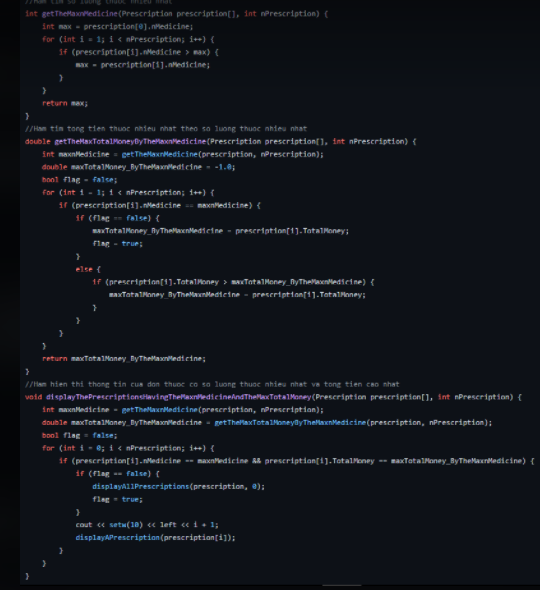 //Ham tim so luong thuoc nhieu nhat
int getTheMaxnMedicine(Prescription prescription[], int nPrescription) {
    int max = prescription[0].nMedicine;
    for (int i = 1; i < nPrescription; i++) {
        if (prescription[i].nMedicine > max) {
            max = prescription[i].nMedicine;
        }
    }
    return max;
}
//Ham tim tong tien thuoc nhieu nhat theo so luong thuoc nhieu nhat
double getTheMaxTotalMoneyByTheMaxnMedicine(Prescription prescription[], int nPrescription) {
    int maxnMedicine = getTheMaxnMedicine(prescription, nPrescription);
    double maxTotalMoney_ByTheMaxnMedicine = -1.0;
    bool flag = false;
    for (int i = 1; i < nPrescription; i++) {
        if (prescription[i].nMedicine == maxnMedicine) {
            if (flag == false) {
                maxTotalMoney_ByTheMaxnMedicine = prescription[i].TotalMoney;
                flag = true;
            }
            else {
                if (prescription[i].TotalMoney > maxTotalMoney_ByTheMaxnMedicine) {
                    maxTotalMoney_ByTheMaxnMedicine = prescription[i].TotalMoney;
                }
            }
        }
    }
    return maxTotalMoney_ByTheMaxnMedicine;
}
//Ham hien thi thong tin cua don thuoc co so luong thuoc nhieu nhat va tong tien cao nhat
void displayThePrescriptionsHavingTheMaxnMedicineAndTheMaxTotalMoney(Prescription prescription[], int nPrescription) {
    int maxnMedicine = getTheMaxnMedicine(prescription, nPrescription);
    double maxTotalMoney_ByTheMaxnMedicine = getTheMaxTotalMoneyByTheMaxnMedicine(prescription, nPrescription);
    bool flag = false;
    for (int i = 0; i < nPrescription; i++) {
        if (prescription[i].nMedicine == maxnMedicine && prescription[i].TotalMoney == maxTotalMoney_ByTheMaxnMedicine) {
            if (flag == false) {
                displayAllPrescriptions(prescription, 0);
                flag = true;
            }
            cout << setw(10) << left << i + 1;
            displayAPrescription(prescription[i]);
        }
    }
}